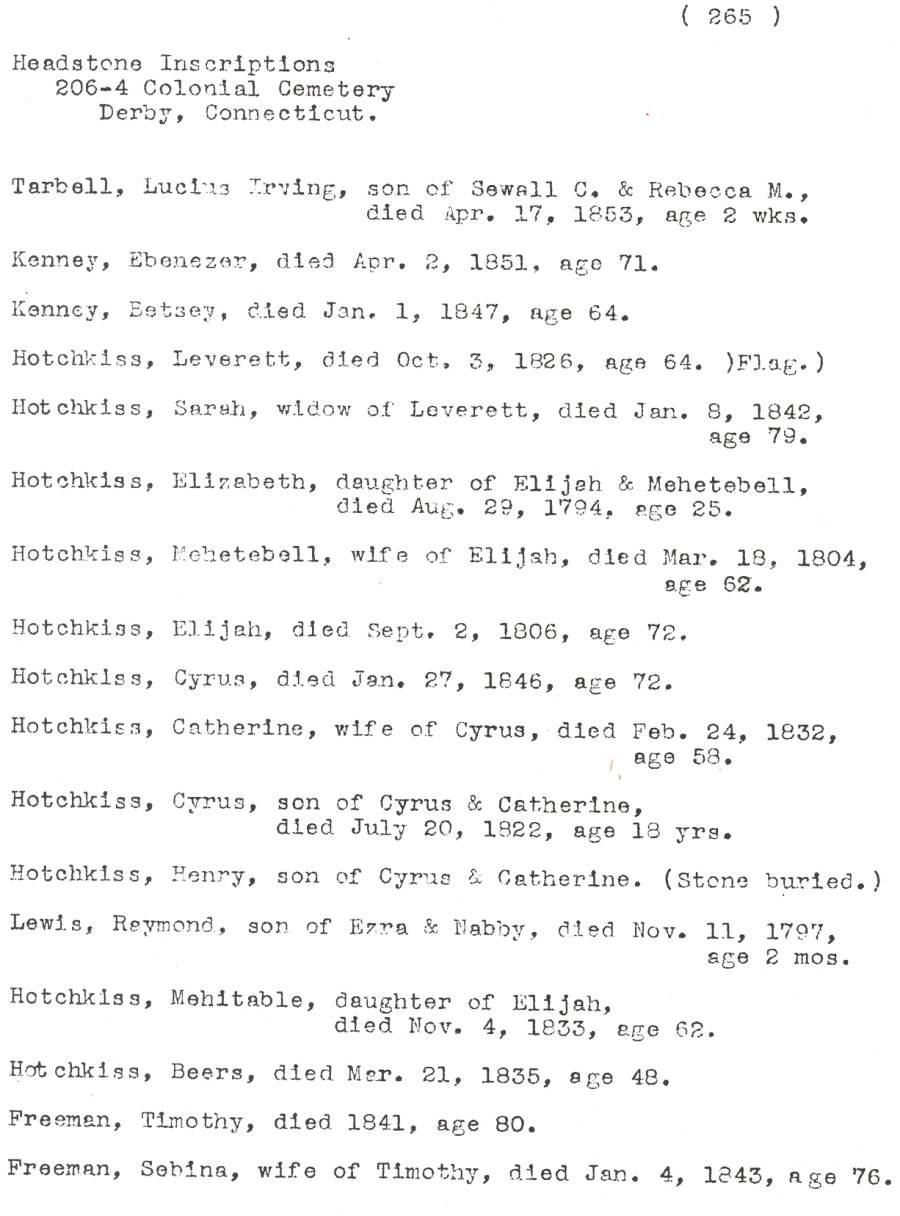 ( 265 )
Headstone Inscriptions
206-4 Colonial Cemetery
Derby, Connecticut.
Tarbell, Lucius Irving, son of Sewall C. & Rebecca M.,
died Apr. 17, 1853, age 2 wks.
Kenney, Ebenezer, died Apr. 2, 1851, age 71.
Kenney, Betsey, died Jan. 1, 1847, age 64.
Hotchkiss, Leverett, died Oct. 3, 1826, age 64. )Flag.)
Hotchkiss, Sarah, widow of Leverett, died Jan. 8, 1842,
age 79.
Hotchkiss, Elizabeth, daughter of Elijah & Mehetebell,
died Aug. 29, 1794, age 25.
Hotchkiss, Mehetebell, wife of Elijah, died Mar. 18, 1804,
age 62.
Hotchkiss, Elijah, died Sept. 2, 1806, age 72.
Hotchkiss, Cyrus, died Jan. 27, 1846, age 72.
Hotchkiss, Catherine, wife of Cyrus, died Feb. 24, 1832,
age 58.
Hotchkiss, Cyrus, son of Cyrus & Catherine,
died July 20, 1822, age 18 yrs.
Hotchkiss, Henry, son of Cyrus & Catherine. (Stone buried.)
Lewis, Raymond, son of Ezra & Nabby, died Nov. 11, 1797,
age 2 mos.
Hotchkiss, Mehitable, daughter of Elijah,
died Nov. 4, 1833, age 62.
Hotchkiss, Beers, died Mar. 21, 1835, age 48.
Freeman, Timothy, died 1841, age 80.
Freeman, Sebina, wife of Timothy, died Jan. 4, 1843, age 76.